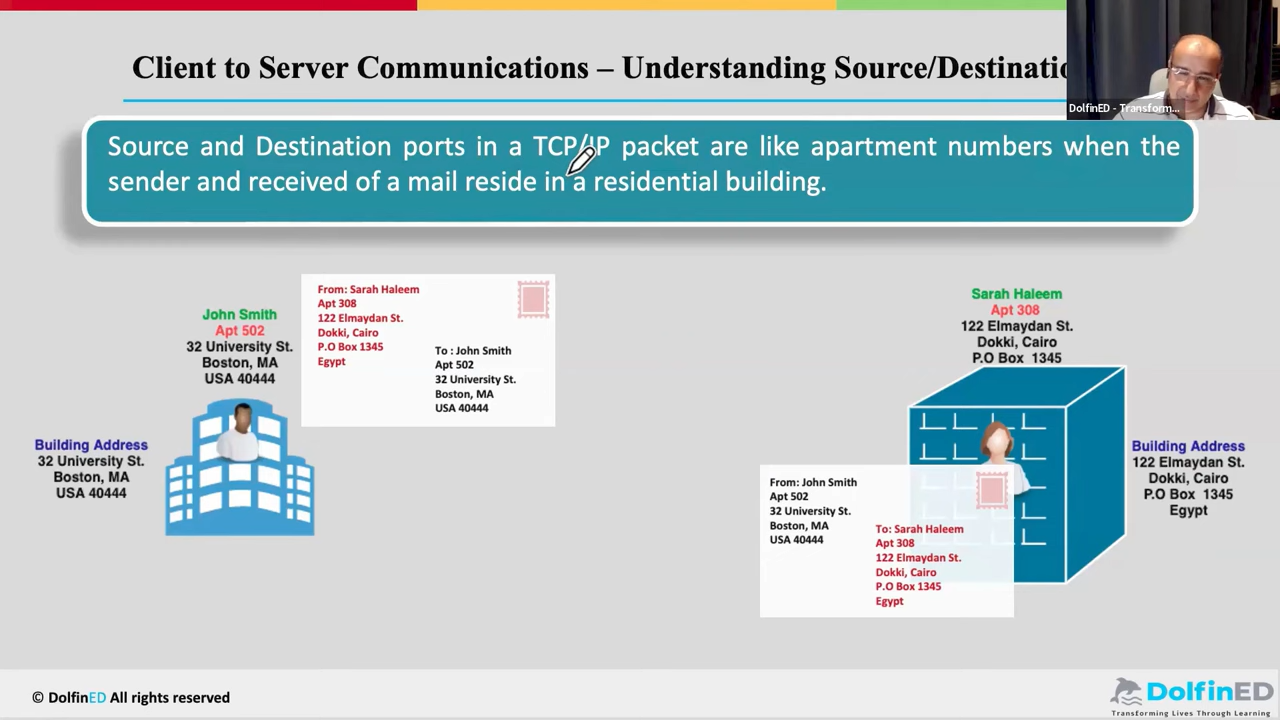 Client to Server Communications – Understanding Source/Destinatio
DolfinED - Transform...
Source and Destination ports in a TCP/IP packet are like apartment numbers when the
sender and received of a mail reside in a residential building.
John Smith
Apt 502
32 University St.
Boston, MA
USA 40444
Building Address
32 University St.
Boston, MA
USA 40444
From: Sarah Haleem
Apt 308
122 Elmaydan St.
Dokki, Cairo
P.O Box 1345
Egypt
To : John Smith
Apt 502
32 University St.
Boston, MA
USA 40444
Sarah Haleem
Apt 308
122 Elmaydan St.
Dokki, Cairo
P.O Box 1345
Building Address
122 Elmaydan St.
Dokki, Cairo
P.O Box 1345
Egypt
From: John Smith
Apt 502
32 University St.
Boston, MA
USA 40444
To: Sarah Haleem
Apt 308
122 Elmaydan St.
Dokki, Cairo
P.O Box 1345
Egypt
© DolfinED All rights reserved
DolfinED
Transforming Lives Through Learning